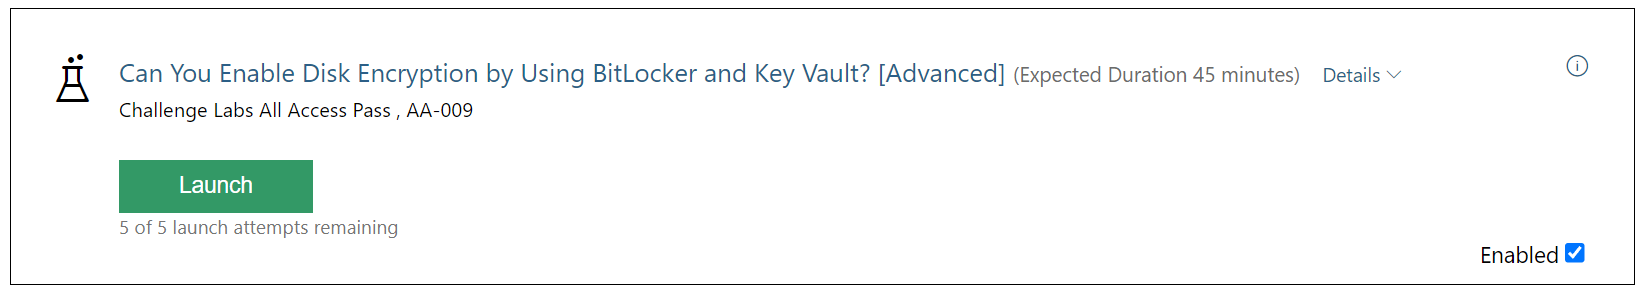 Can You Enable Disk Encryption by Using BitLocker and Key Vault? [Advanced] (Expected Duration 45 minutes) Details
Challenge Labs All Access Pass , AA-009
Launch
5 of 5 launch attempts remaining
Enabled